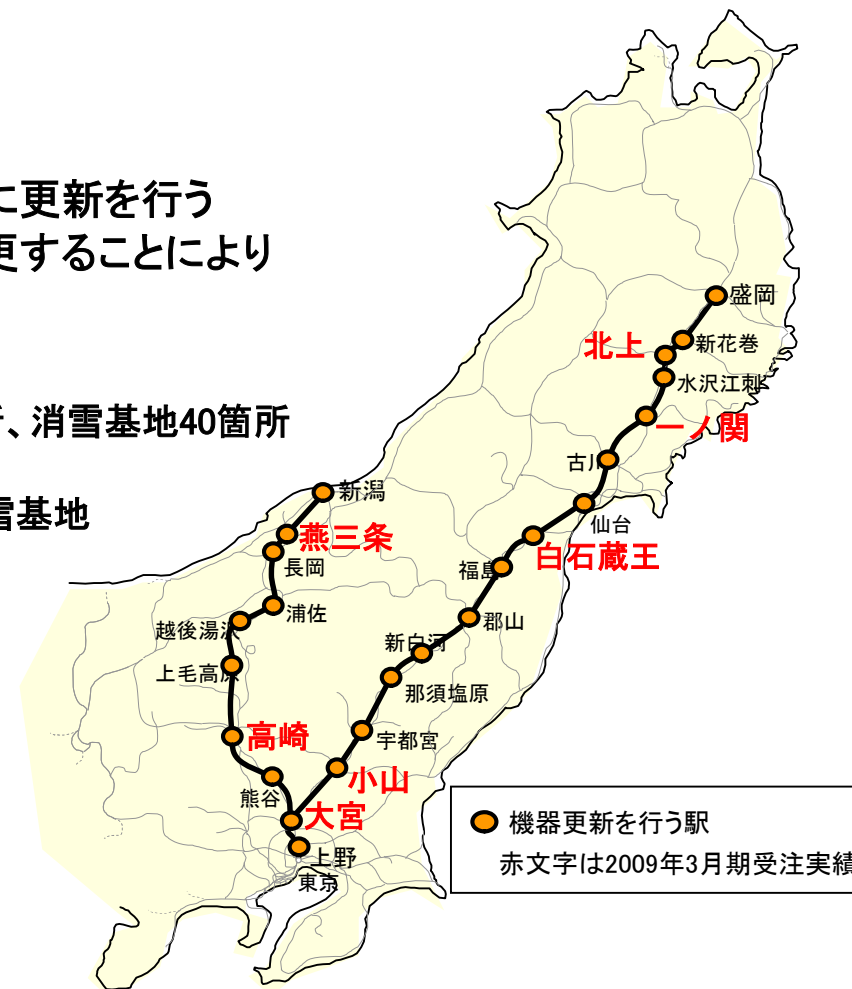 に更新を行う
更することにより
、消雪基地40箇所
雪基地
盛岡
新花巻
北上
水沢江刺
一ノ関
古川
仙台
新潟
燕三条
白石蔵王
長岡
福島
浦佐
郡山
越後湯沢
新白河
上毛高原
那須塩原
高崎
宇都宮
小山
熊谷
大宮
上野
東京
機器更新を行う駅
赤文字は2009年3月期受注実績